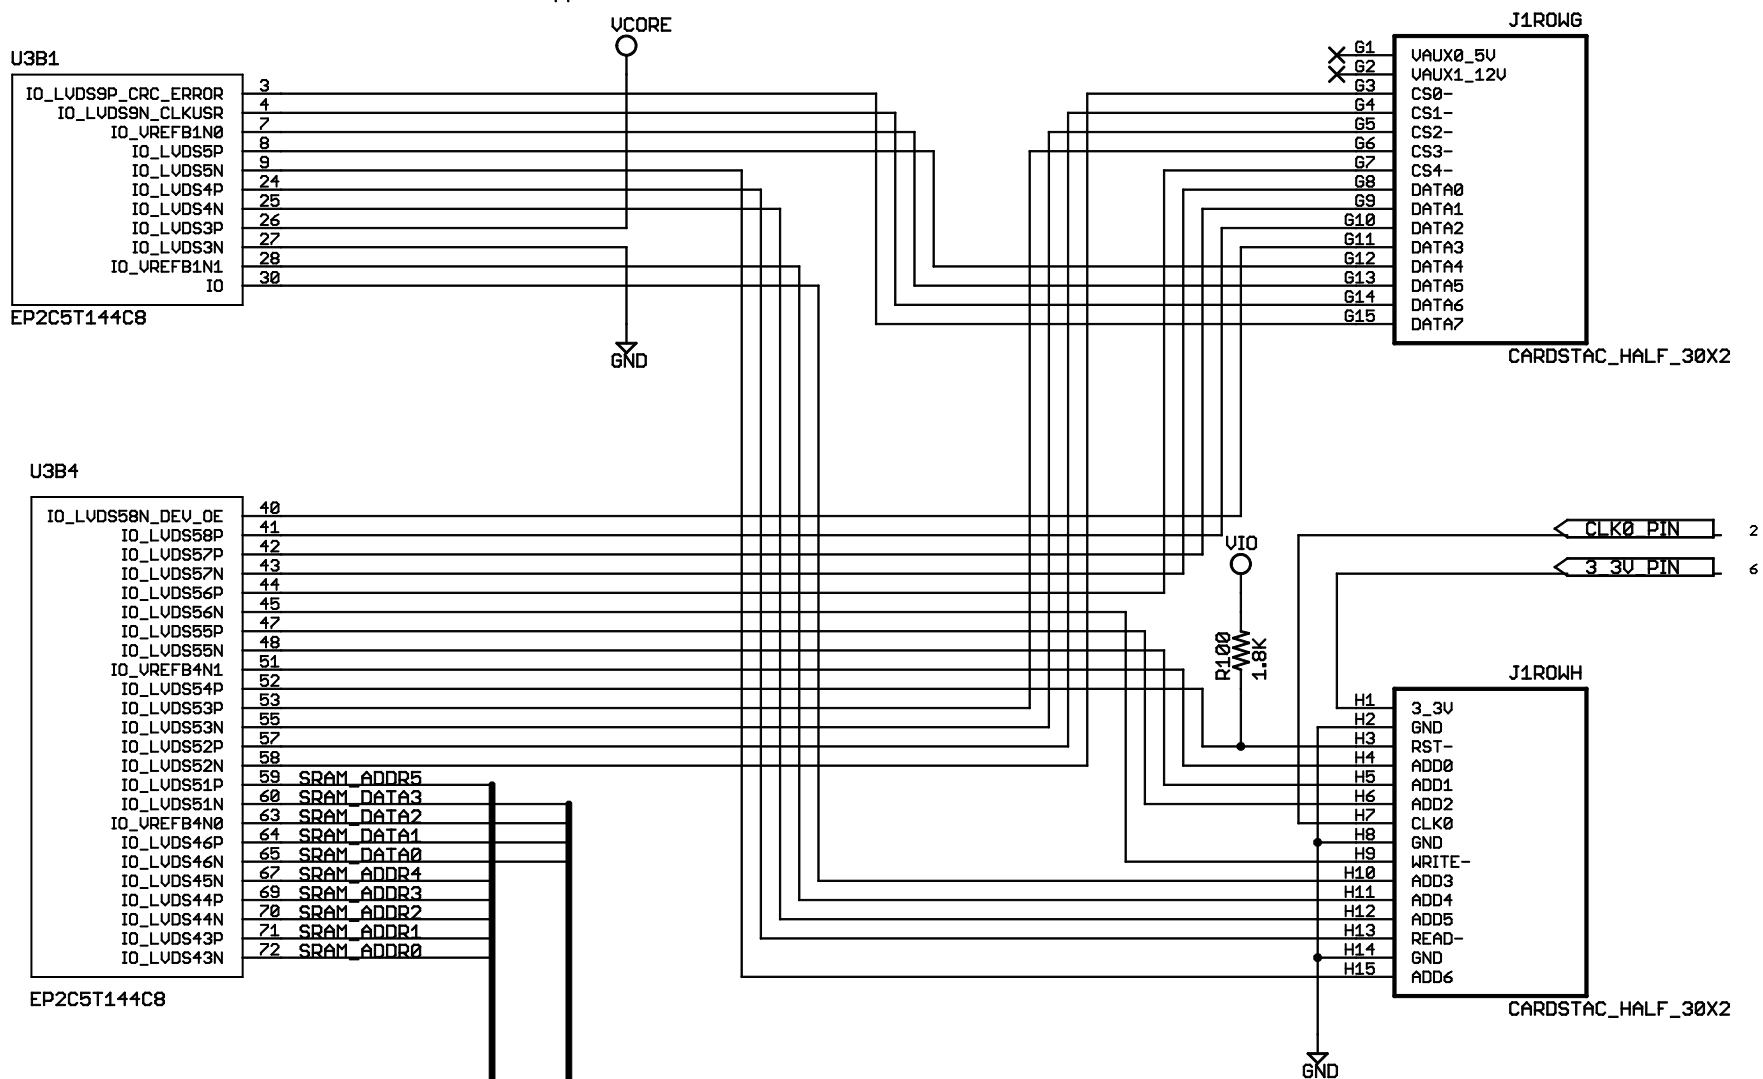 VCORE
J1ROWG
U3B1
IO_LVDS9P_CRC_ERROR 3
IO_LVDS9N_CLKUSR 4
IO_VREFB1N0 7
IO_LVDS5P 8
IO_LVDS5N 9
IO_LVDS4P 24
IO_LVDS4N 25
IO_LVDS3P 26
IO_LVDS3N 27
IO_VREFB1N1 28
IO 30
EP2C5T144C8
GND
G1 VAUX0_5V
G2 VAUX1_12V
G3 CS0-
G4 CS1-
G5 CS2-
G6 CS3-
G7 CS4-
G8 DATA0
G9 DATA1
G10 DATA2
G11 DATA3
G12 DATA4
G13 DATA5
G14 DATA6
G15 DATA7
CARDSTAC_HALF_30X2
U3B4
IO_LVDS58N_DEV_OE 40
IO_LVDS58P 41
IO_LVDS57P 42
IO_LVDS57N 43
IO_LVDS56P 44
IO_LVDS56N 45
IO_LVDS55P 47
IO_LVDS55N 48
IO_VREFB4N1 51
IO_LVDS54P 52
IO_LVDS53P 53
IO_LVDS53N 55
IO_LVDS52P 57
IO_LVDS52N 58
IO_LVDS51P 59 SRAM_ADDR5
IO_LVDS51N 60 SRAM_DATA3
IO_VREFB4N0 63 SRAM_DATA2
IO_LVDS46P 64 SRAM_DATA1
IO_LVDS46N 65 SRAM_DATA0
IO_LVDS45N 67 SRAM_ADDR4
IO_LVDS44P 69 SRAM_ADDR3
IO_LVDS44N 70 SRAM_ADDR2
IO_LVDS43P 71 SRAM_ADDR1
IO_LVDS43N 72 SRAM_ADDR0
EP2C5T144C8
CLK0_PIN 2
3_3V_PIN 6
VIO
R100
1.8K
J1ROWH
H1 3_3V
H2 GND
H3 RST-
H4 ADD0
H5 ADD1
H6 ADD2
H7 CLK0
H8 GND
H9 WRITE-
H10 ADD3
H11 ADD4
H12 ADD5
H13 READ-
H14 GND
H15 ADD6
CARDSTAC_HALF_30X2
GND